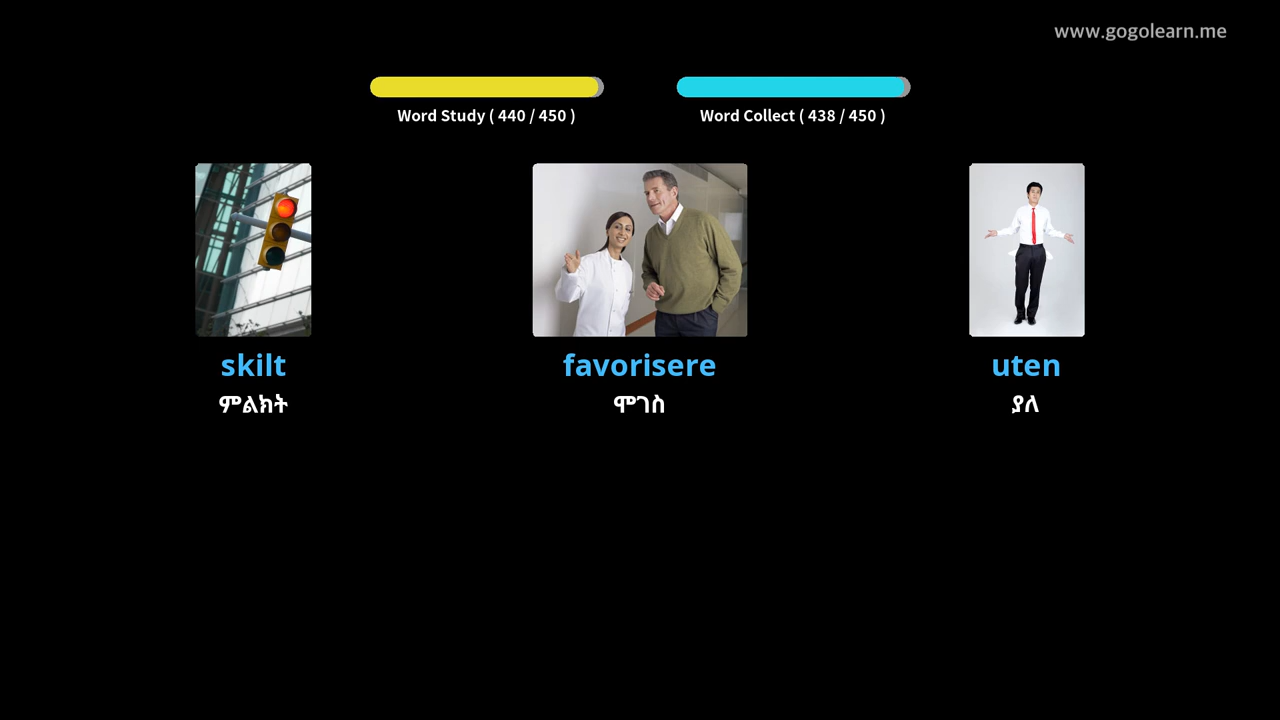 www.gogolearn.me
Word Study ( 440 / 450 )
Word Collect ( 438 / 450 )
skilt
ምልክት
favorisere
ሞገስ
uten
ያለ